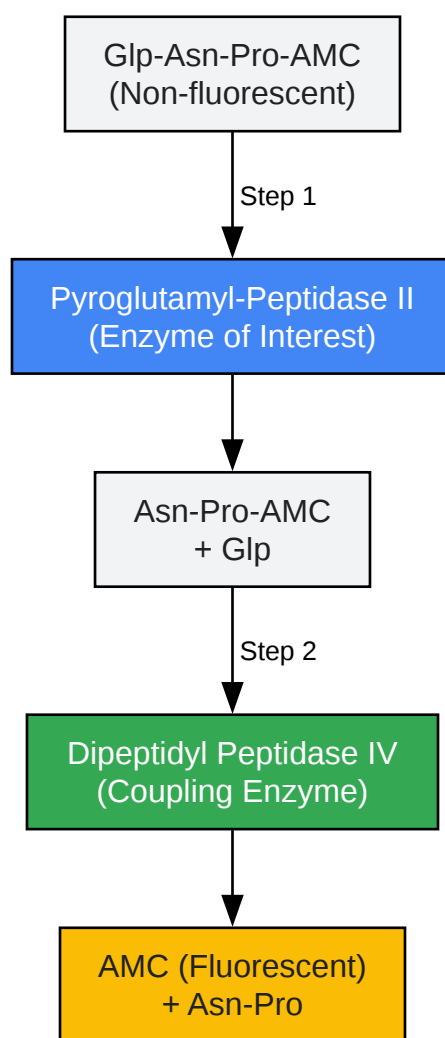 Glp-Asn-Pro-AMC
(Non-fluorescent)
Step 1
Pyroglutamyl-Peptidase II
(Enzyme of Interest)
Asn-Pro-AMC
+ Glp
Step 2
Dipeptidyl Peptidase IV
(Coupling Enzyme)
AMC (Fluorescent)
+ Asn-Pro